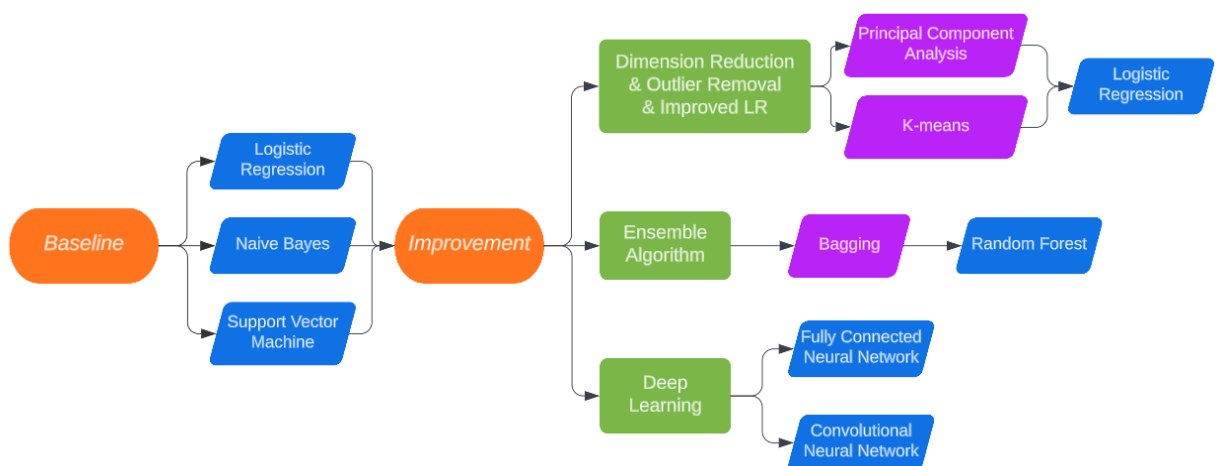 Baseline
Logistic
Regression
Naive Bayes
Support Vector
Machine
Improvement
Dimension Reduction
& Outlier Removal
& Improved LR
Principal Component
Analysis
K-means
Logistic
Regression
Ensemble
Algorithm
Bagging
Random Forest
Deep
Learning
Fully Connected
Neural Network
Convolutional
Neural Network